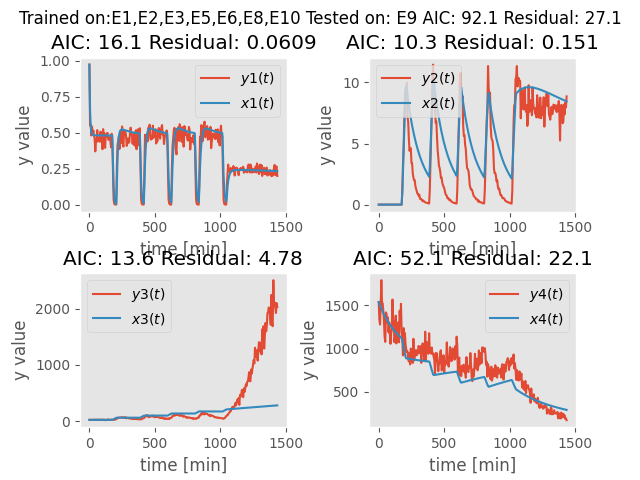 Trained on:E1,E2,E3,E5,E6,E8,E10 Tested on: E9 AIC: 92.1 Residual: 27.1
AIC: 16.1 Residual: 0.0609
AIC: 10.3 Residual: 0.151
y value
1.00
0.75
0.50
0.25
0.00
y1(t)
x1(t)
0
500
1000
1500
time [min]
y value
10
5
0
y2(t)
x2(t)
0
500
1000
1500
time [min]
AIC: 13.6 Residual: 4.78
AIC: 52.1 Residual: 22.1
y value
2000
1000
0
y3(t)
x3(t)
0
500
1000
1500
time [min]
y value
1500
1000
500
y4(t)
x4(t)
0
500
1000
1500
time [min]